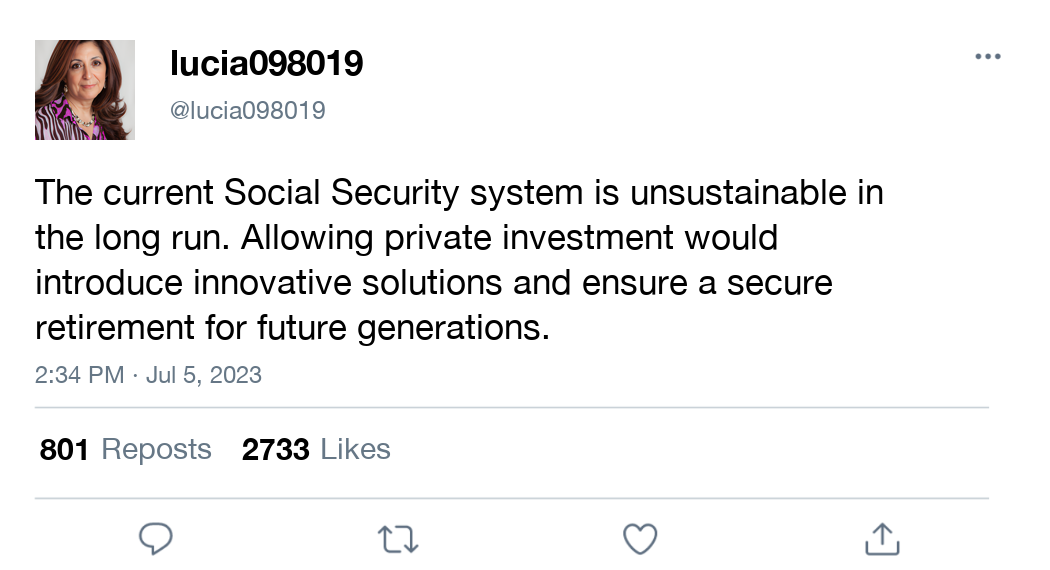 lucia098019
@lucia098019
The current Social Security system is unsustainable in
the long run. Allowing private investment would
introduce innovative solutions and ensure a secure
retirement for future generations.
2:34 PM · Jul 5, 2023
801 Reposts 2733 Likes